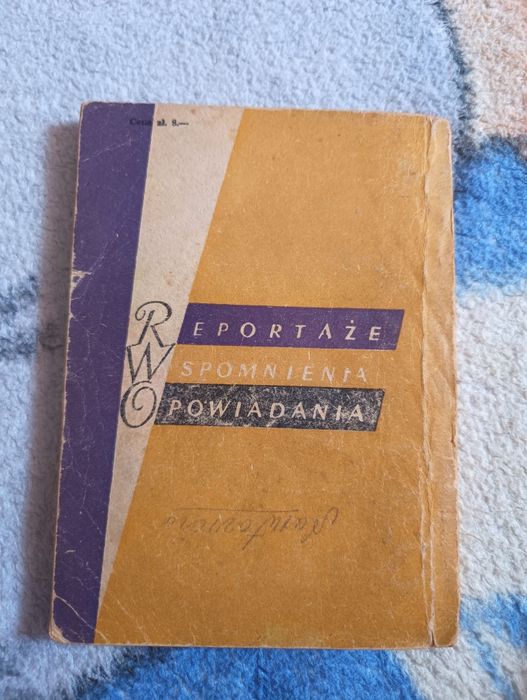 Cena zł. 8,—
REPORTAŻE
WSPOMNIENIA
OPOWIADANIA